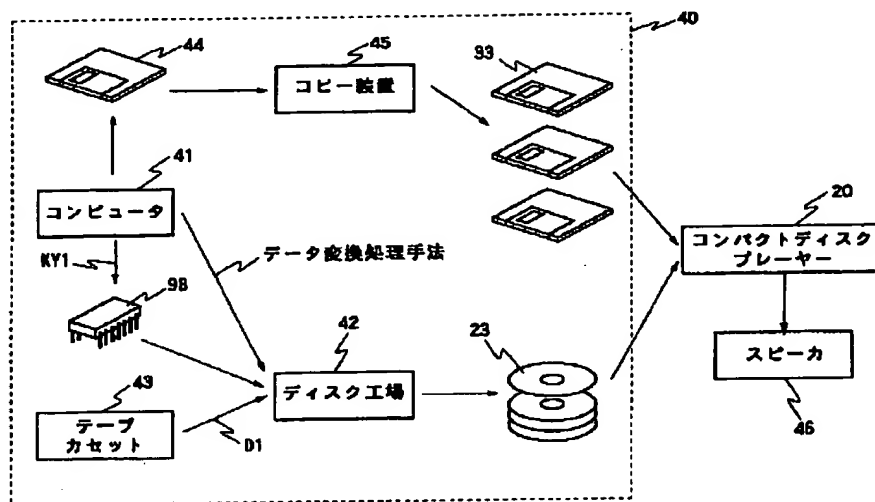 44
45
93
40
コピー装置
41
コンピュータ
20
コンパクトディスク
プレーヤー
データ変換処理手法
KY1
9B
42
23
ディスク工場
スピーカ
43
テープ
カセット
D1
46